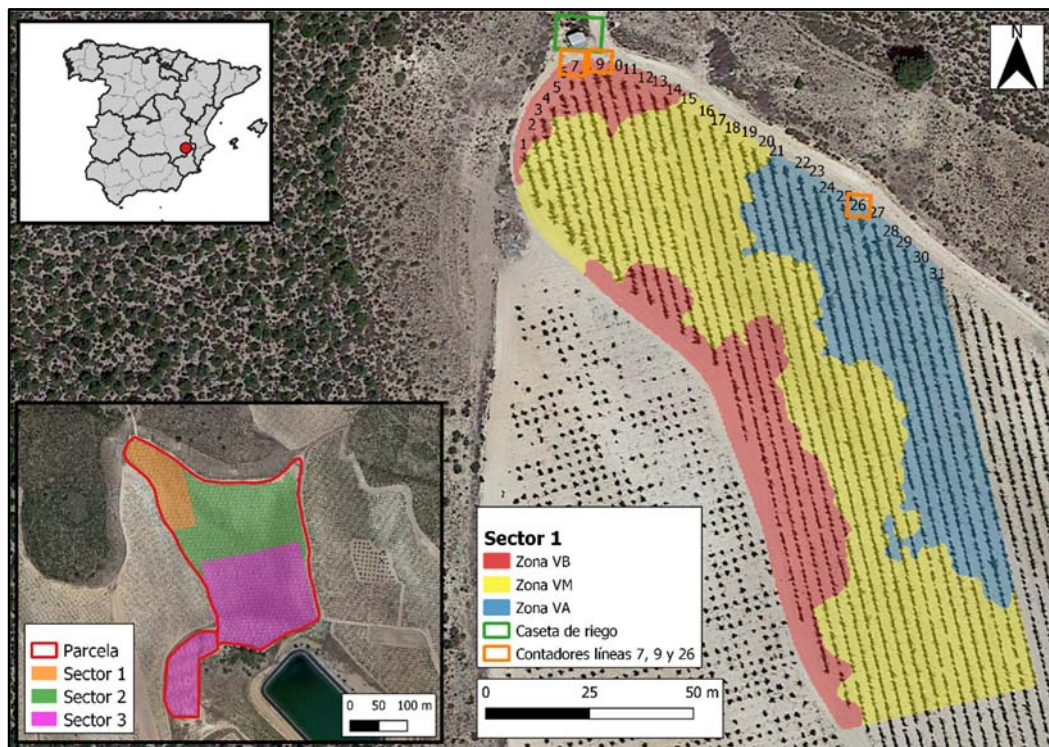 N
7
9
10
11
12
13
14
15
5
4
3
2
1
16
17
18
19
20
21
22
23
24
25
26
27
28
29
30
31
Sector 1
Zona VB
Zona VM
Zona VA
Caseta de riego
Contadores líneas 7, 9 y 26
0 25 50 m
Parcela
Sector 1
Sector 2
Sector 3
0 50 100 m